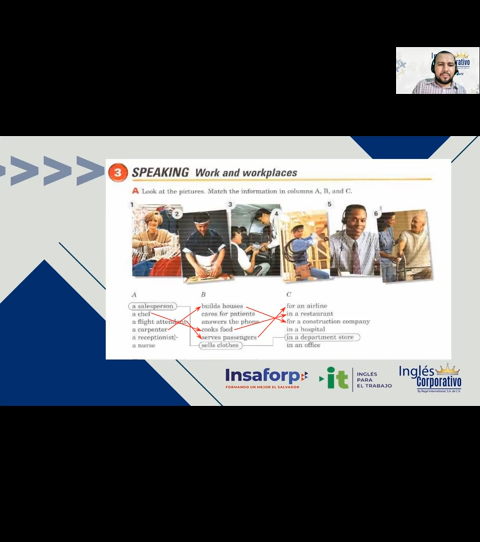 Inglés
Corporativo
3 SPEAKING Work and workplaces
A Look at the pictures. Match the information in columns A, B, and C.
1 2 3 4 5 6
A B C
a salesperson builds houses for an airline
a chef cares for patients in a restaurant
a flight attendant answers the phone for a construction company
a carpenter cooks food in a hospital
a receptionist serves passengers in a department store
a nurse sells clothes in an office
Insaforp
FORMANDO UN MEJOR EL SALVADOR
it INGLÉS
PARA
EL TRABAJO
Inglés
Corporativo